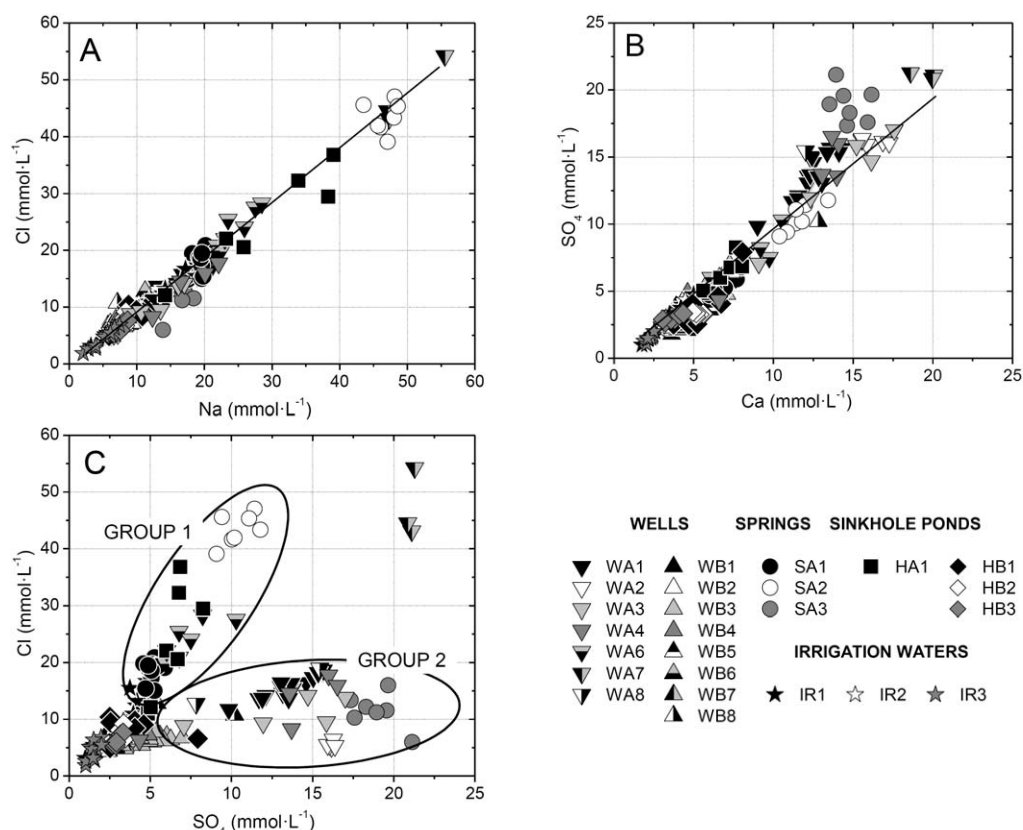 A
Cl (mmol·L⁻¹)
60
50
40
30
20
10
0
0 10 20 30 40 50 60
Na (mmol·L⁻¹)
B
SO₄ (mmol·L⁻¹)
25
20
15
10
5
0
0 5 10 15 20 25
Ca (mmol·L⁻¹)
C
Cl (mmol·L⁻¹)
60
50
40
30
20
10
0
0 5 10 15 20 25
SO₄ (mmol·L⁻¹)
GROUP 1
GROUP 2
WELLS SPRINGS SINKHOLE PONDS
WA1 WB1 SA1 HA1 HB1
WA2 WB2 SA2 HB2
WA3 WB3 SA3 HB3
WA4 WB4
WA6 WB5
WA7 WB6
WA8 WB7
WB8
IRRIGATION WATERS
IR1 IR2 IR3